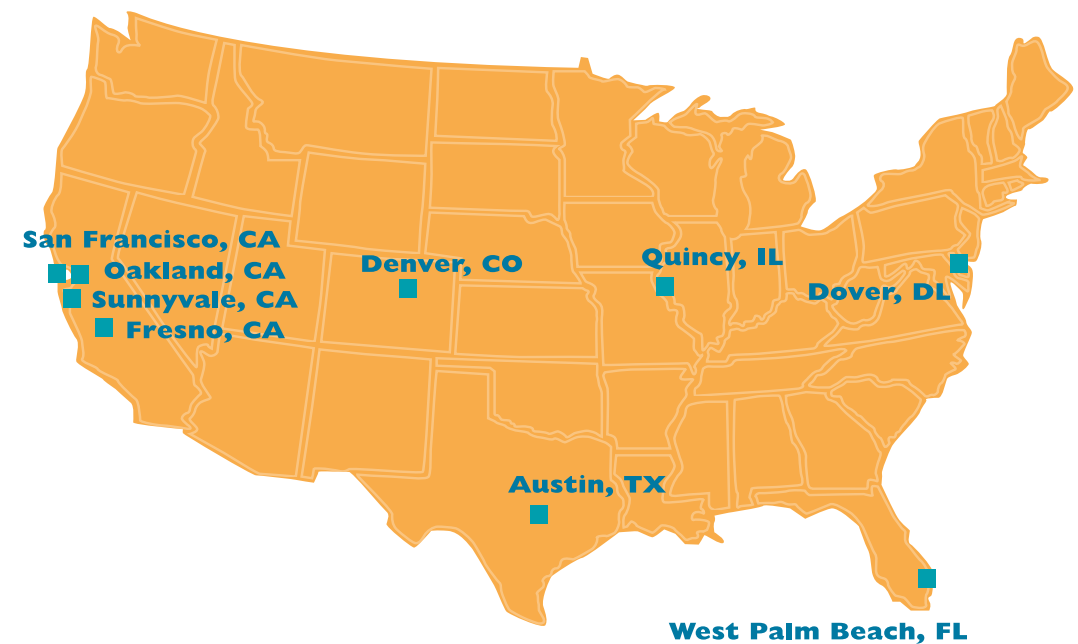 San Francisco, CA
Oakland, CA
Sunnyvale, CA
Fresno, CA
Denver, CO
Quincy, IL
Dover, DL
Austin, TX
West Palm Beach, FL